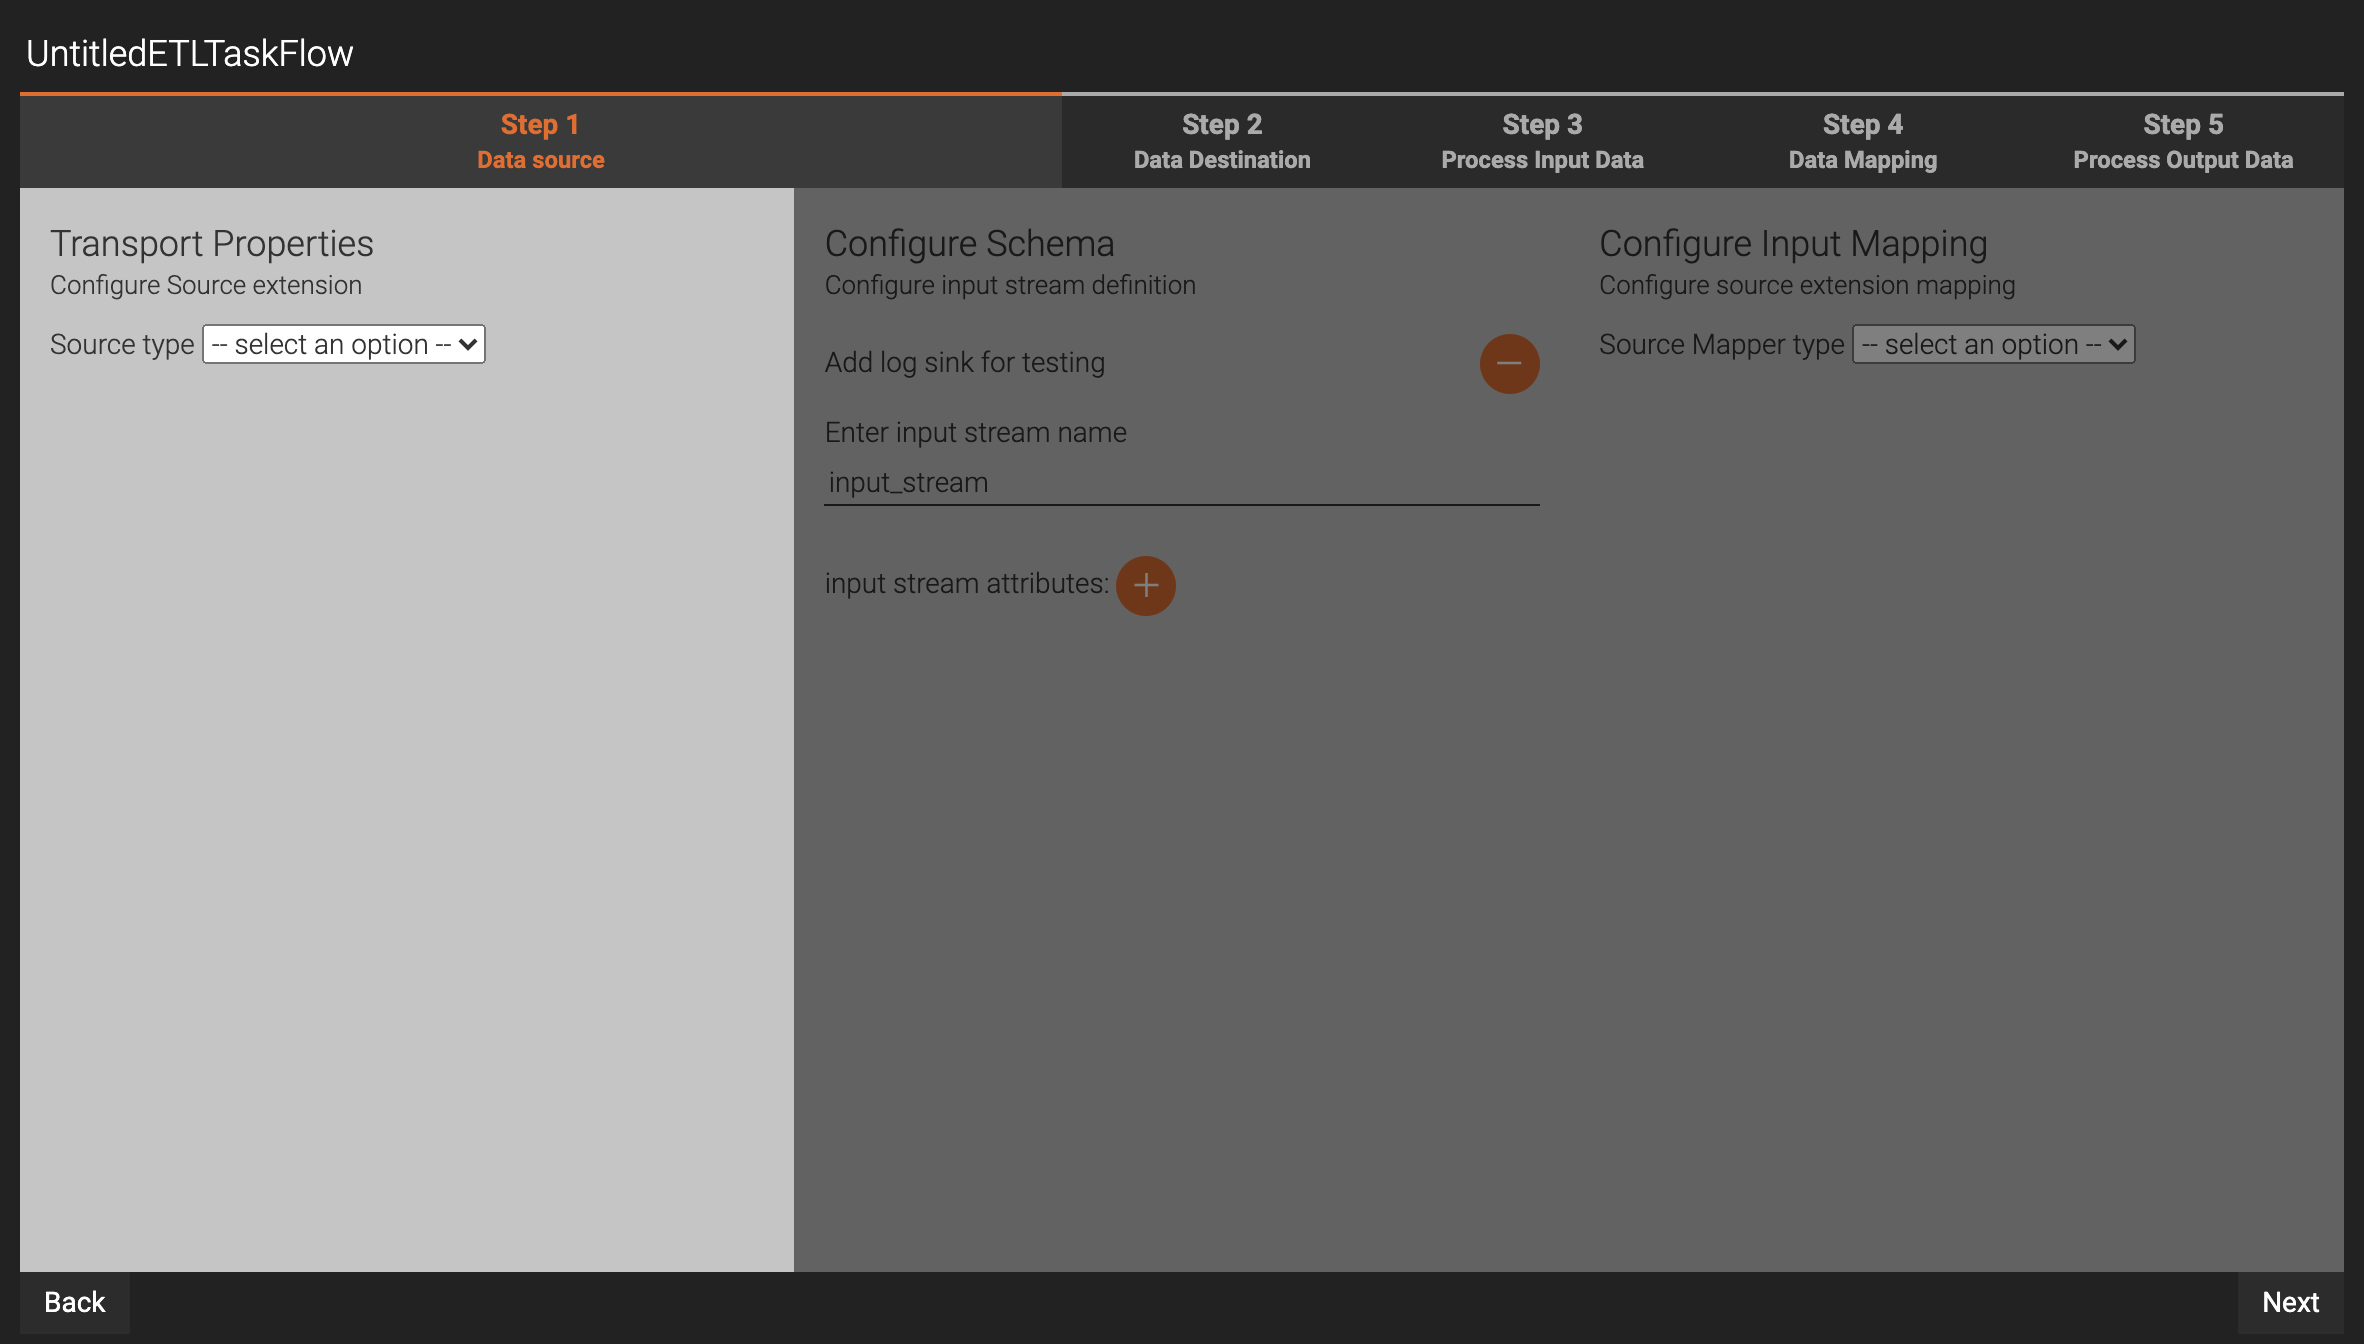 UntitledETLTaskFlow
Step 1
Data source
Step 2
Data Destination
Step 3
Process Input Data
Step 4
Data Mapping
Step 5
Process Output Data
Transport Properties
Configure Source extension
Source type -- select an option --
Configure Schema
Configure input stream definition
Add log sink for testing
Enter input stream name
input_stream
input stream attributes:
Configure Input Mapping
Configure source extension mapping
Source Mapper type -- select an option --
Back
Next